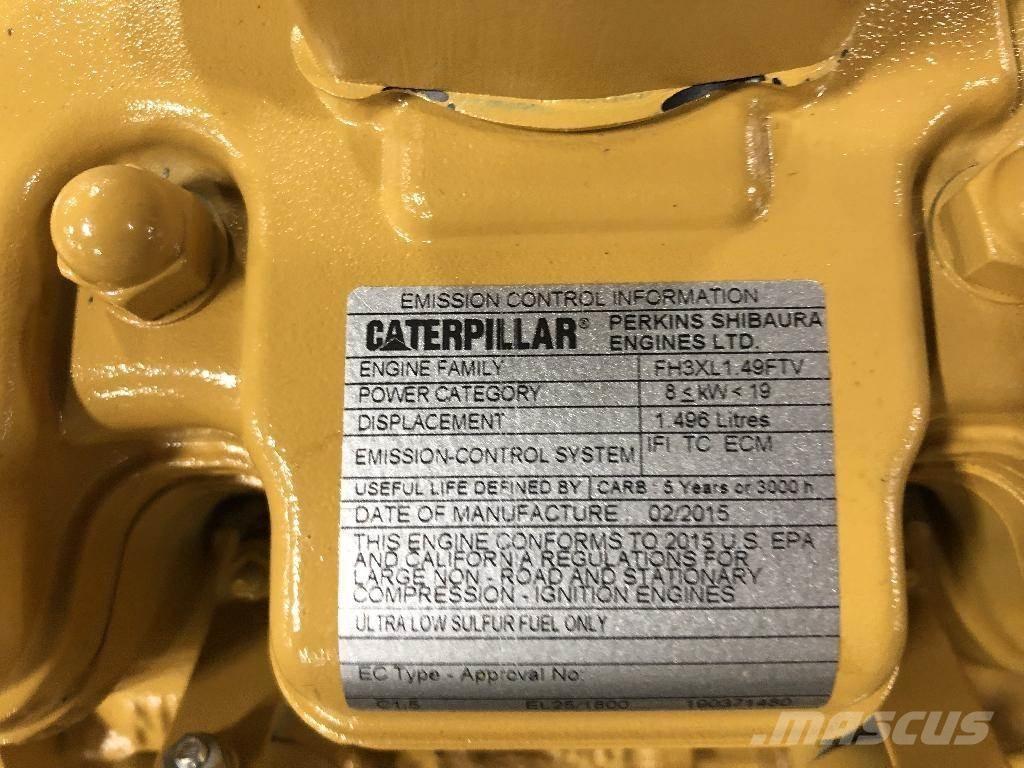 EMISSION CONTROL INFORMATION
CATERPILLAR® PERKINS SHIBAURA
ENGINES LTD.
ENGINE FAMILY FH3XL1.49FTV
POWER CATEGORY 8 ≤ kW < 19
DISPLACEMENT 1.496 Litres
EMISSION-CONTROL SYSTEM IFI TC ECM
USEFUL LIFE DEFINED BY CARB : 5 Years or 3000 h
DATE OF MANUFACTURE : 02/2015
THIS ENGINE CONFORMS TO 2015 U.S. EPA
AND CALIFORN A REGULATIONS FOR
LARGE NON - ROAD AND STATIONARY
COMPRESSION - IGNITION ENGINES
ULTRA LOW SULFUR FUEL ONLY
EC Type - Approval No:
C1.5 EL25/1800 190371480
MASCUS